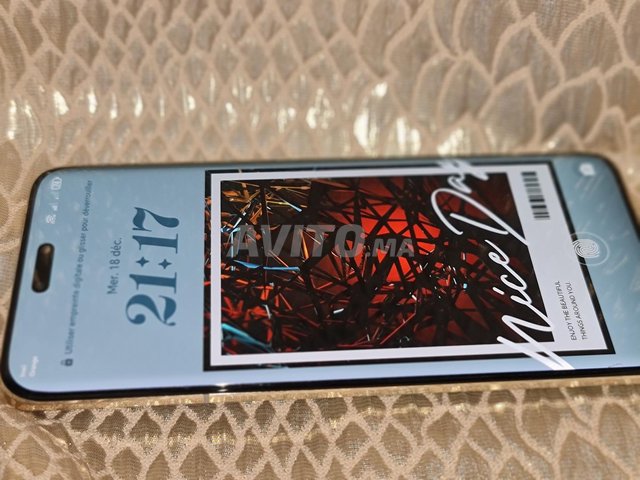 Orange
Utiliser empreinte digitale ou glisser pour déverrouiller
Mer. 18 déc.
21:17
AVITO.MA
Nice Day
ENJOY THE BEAUTIFUL
THINGS AROUND YOU